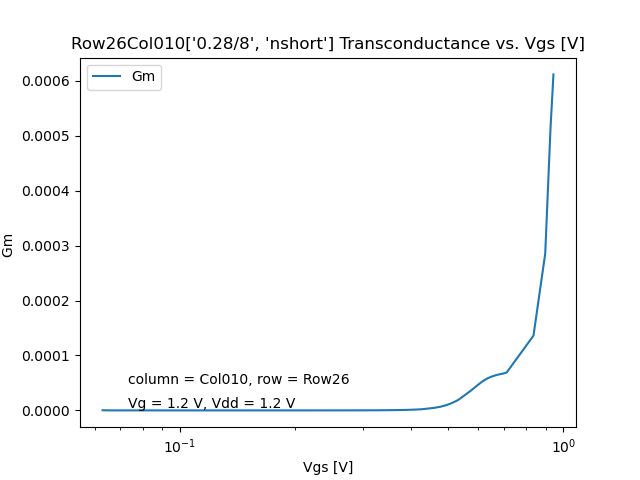 Row26Col010['0.28/8', 'nshort'] Transconductance vs. Vgs [V]
Gm
0.0006
0.0005
0.0004
0.0003
0.0002
0.0001
0.0000
Gm
column = Col010, row = Row26
Vg = 1.2 V, Vdd = 1.2 V
10⁻¹
10⁰
Vgs [V]